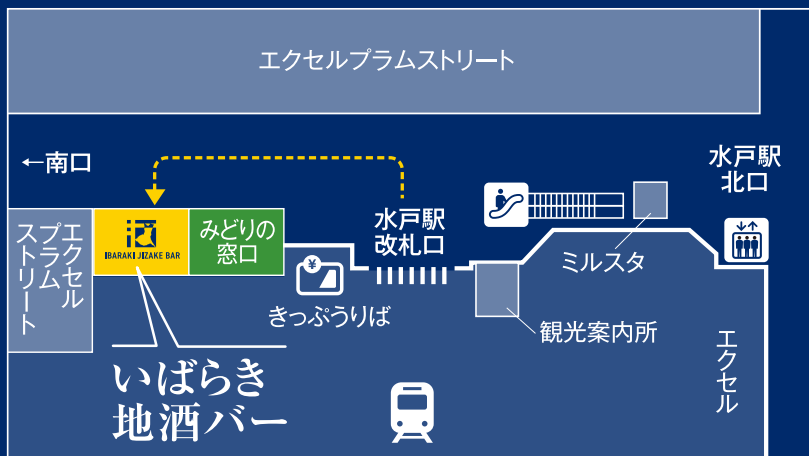 エクセルプラムストリート
←南口
水戸駅
北口
エクセル
プラム
ストリート
酒
IBARAKI JIZAKE BAR
みどりの
窓口
水戸駅
改札口
¥
きっぷうりば
ミルスタ
観光案内所
エクセル
いばらき
地酒バー